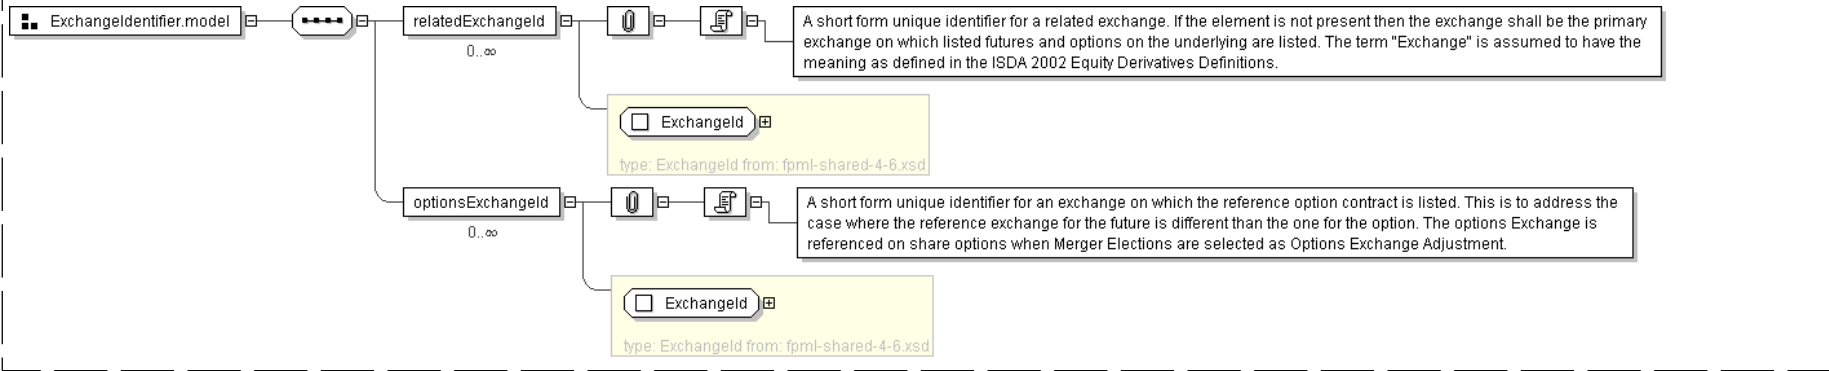 ExchangeIdentifier.model
relatedExchangeId
0..∞
A short form unique identifier for a related exchange. If the element is not present then the exchange shall be the primary
exchange on which listed futures and options on the underlying are listed. The term "Exchange" is assumed to have the
meaning as defined in the ISDA 2002 Equity Derivatives Definitions.
ExchangeId
type: ExchangeId from: fpml-shared-4-6.xsd
optionsExchangeId
0..∞
A short form unique identifier for an exchange on which the reference option contract is listed. This is to address the
case where the reference exchange for the future is different than the one for the option. The options Exchange is
referenced on share options when Merger Elections are selected as Options Exchange Adjustment.
ExchangeId
type: ExchangeId from: fpml-shared-4-6.xsd